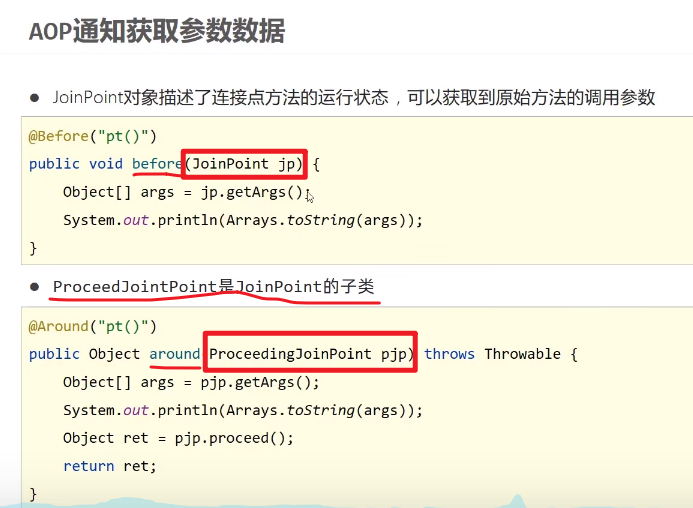 AOP通知获取参数数据
● JoinPoint对象描述了连接点方法的运行状态，可以获取到原始方法的调用参数
@Before("pt()")
public void before(JoinPoint jp) {
Object[] args = jp.getArgs();
System.out.println(Arrays.toString(args));
}
● ProceedJointPoint是JoinPoint的子类
@Around("pt()")
public Object around(ProceedingJoinPoint pjp) throws Throwable {
Object[] args = pjp.getArgs();
System.out.println(Arrays.toString(args));
Object ret = pjp.proceed();
return ret;
}